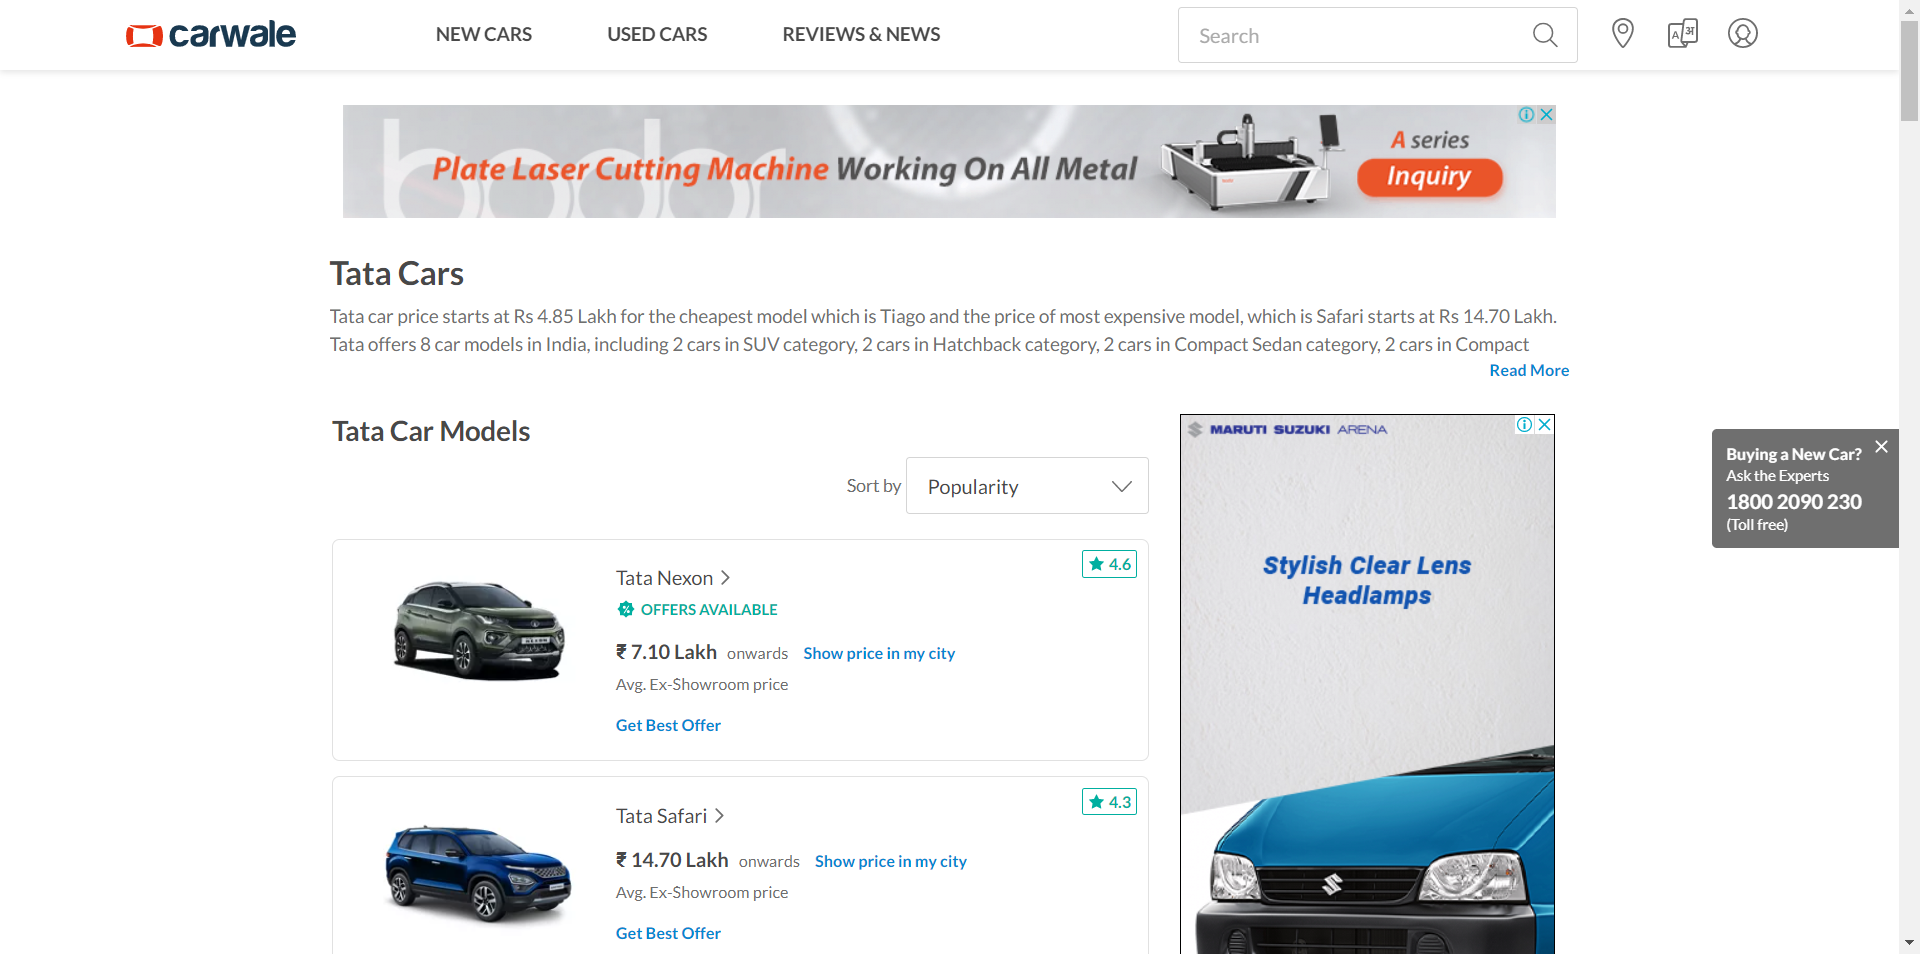 carwale
NEW CARS
USED CARS
REVIEWS & NEWS
Search
bodor
Plate Laser Cutting Machine Working On All Metal
A series
Inquiry
Tata Cars
Tata car price starts at Rs 4.85 Lakh for the cheapest model which is Tiago and the price of most expensive model, which is Safari starts at Rs 14.70 Lakh.
Tata offers 8 car models in India, including 2 cars in SUV category, 2 cars in Hatchback category, 2 cars in Compact Sedan category, 2 cars in Compact
Read More
Tata Car Models
Sort by
Popularity
Tata Nexon
4.6
OFFERS AVAILABLE
₹ 7.10 Lakh onwards Show price in my city
Avg. Ex-Showroom price
Get Best Offer
Tata Safari
4.3
₹ 14.70 Lakh onwards Show price in my city
Avg. Ex-Showroom price
Get Best Offer
MARUTI SUZUKI ARENA
Stylish Clear Lens
Headlamps
Buying a New Car?
Ask the Experts
1800 2090 230
(Toll free)